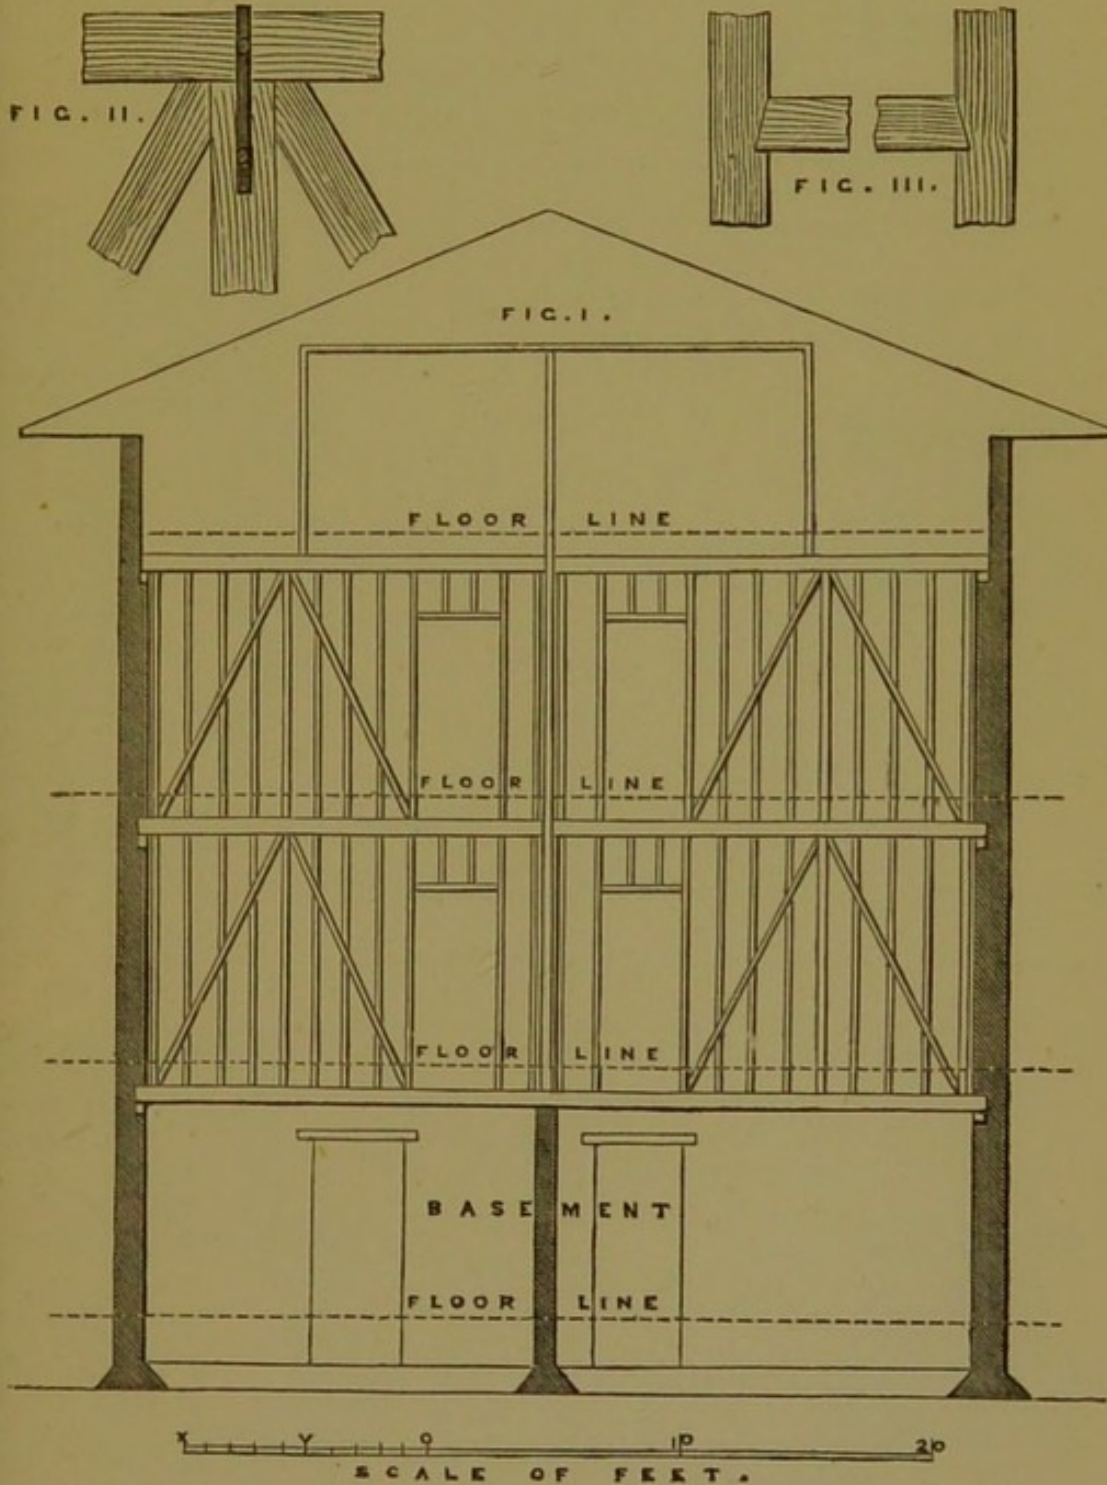 FIG. II.
FIG. III.
FIG. I.
FLOOR LINE
FLOOR LINE
FLOOR LINE
BASEMENT
FLOOR LINE
X V 0 10 20
SCALE OF FEET.